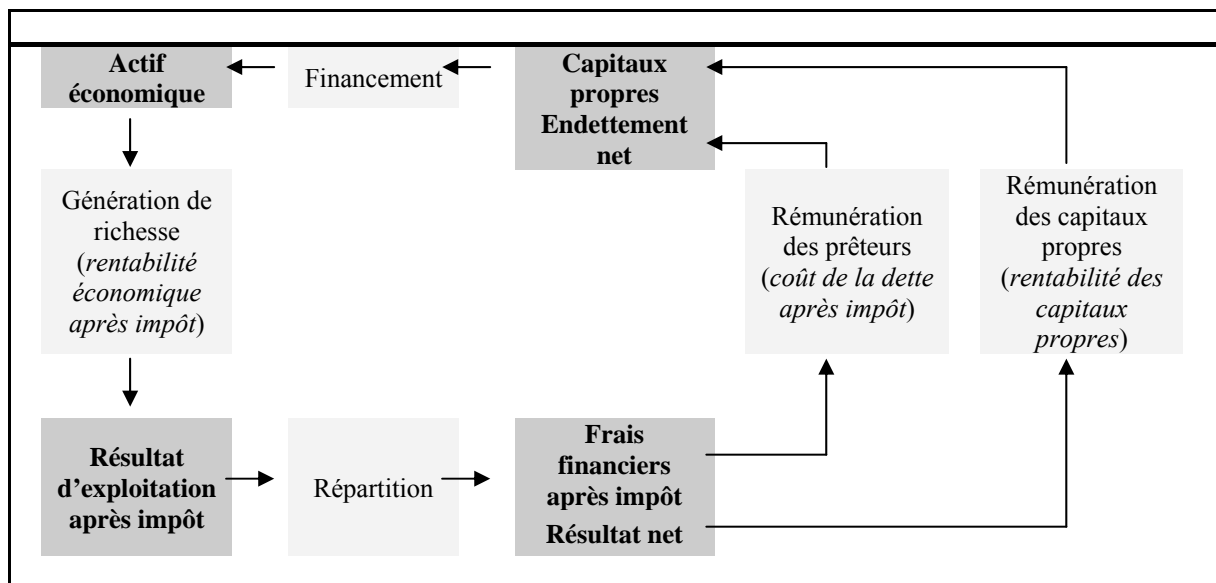 Actif
économique
Financement
Capitaux
propres
Endettement
net
Génération de
richesse
(rentabilité
économique
après impôt)
Rémunération
des prêteurs
(coût de la dette
après impôt)
Rémunération
des capitaux
propres
(rentabilité des
capitaux
propres)
Résultat
d’exploitation
après impôt
Répartition
Frais
financiers
après impôt
Résultat net